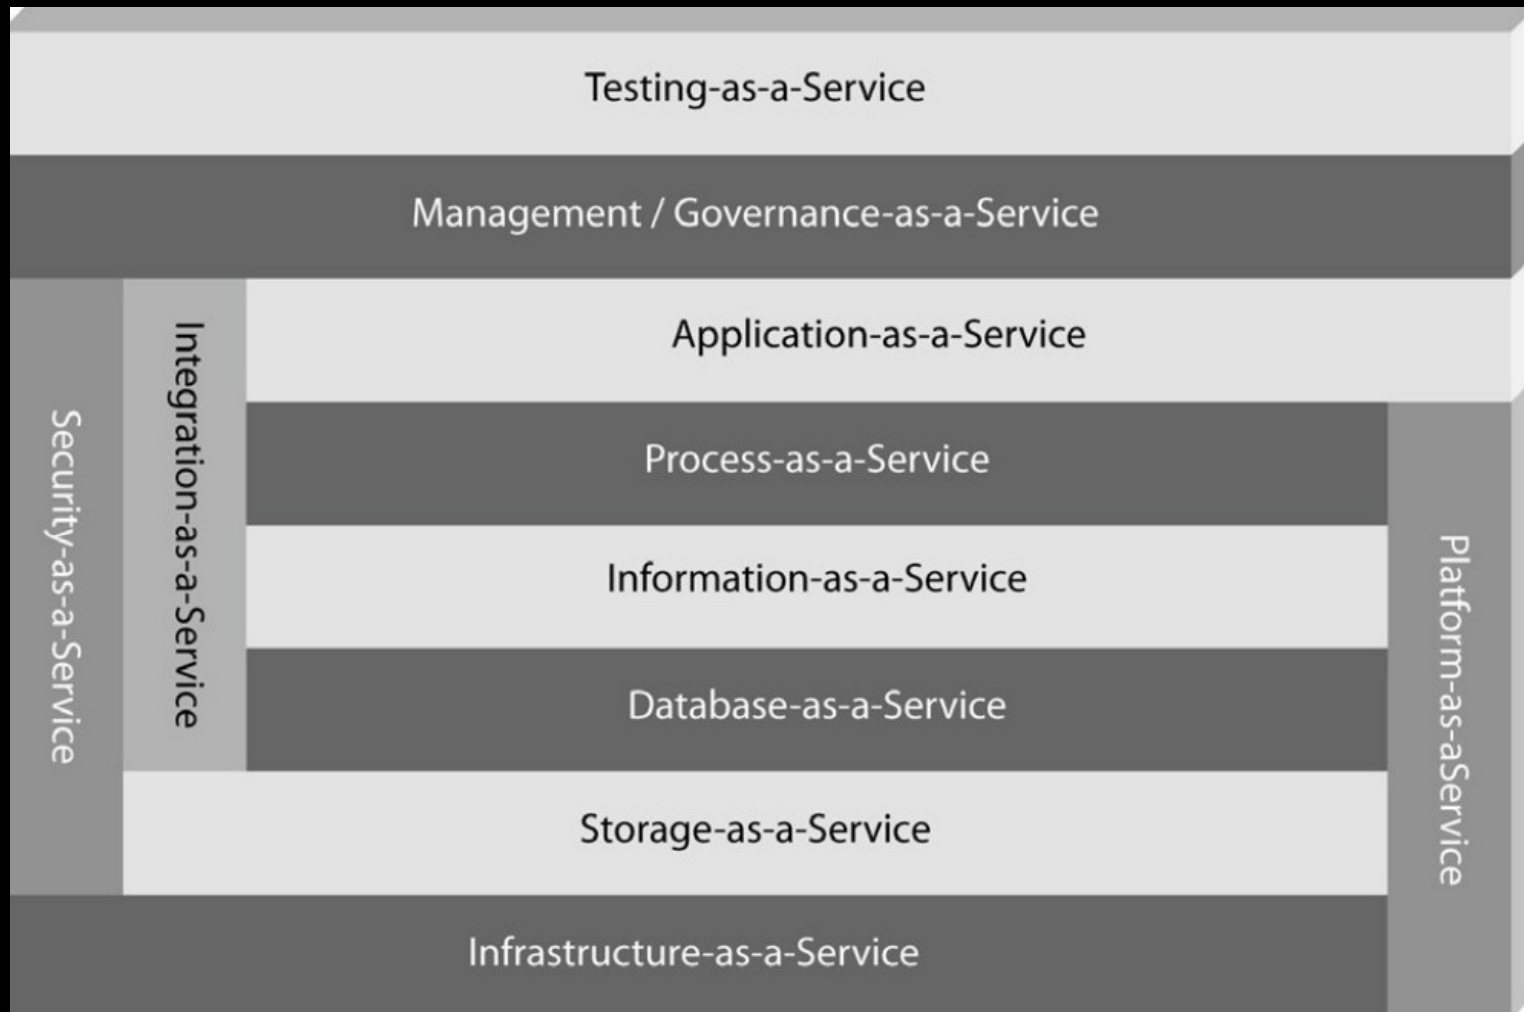 Testing-as-a-Service
Management / Governance-as-a-Service
Security-as-a-Service
Integration-as-a-Service
Application-as-a-Service
Process-as-a-Service
Information-as-a-Service
Database-as-a-Service
Storage-as-a-Service
Infrastructure-as-a-Service
Platform-as-aService